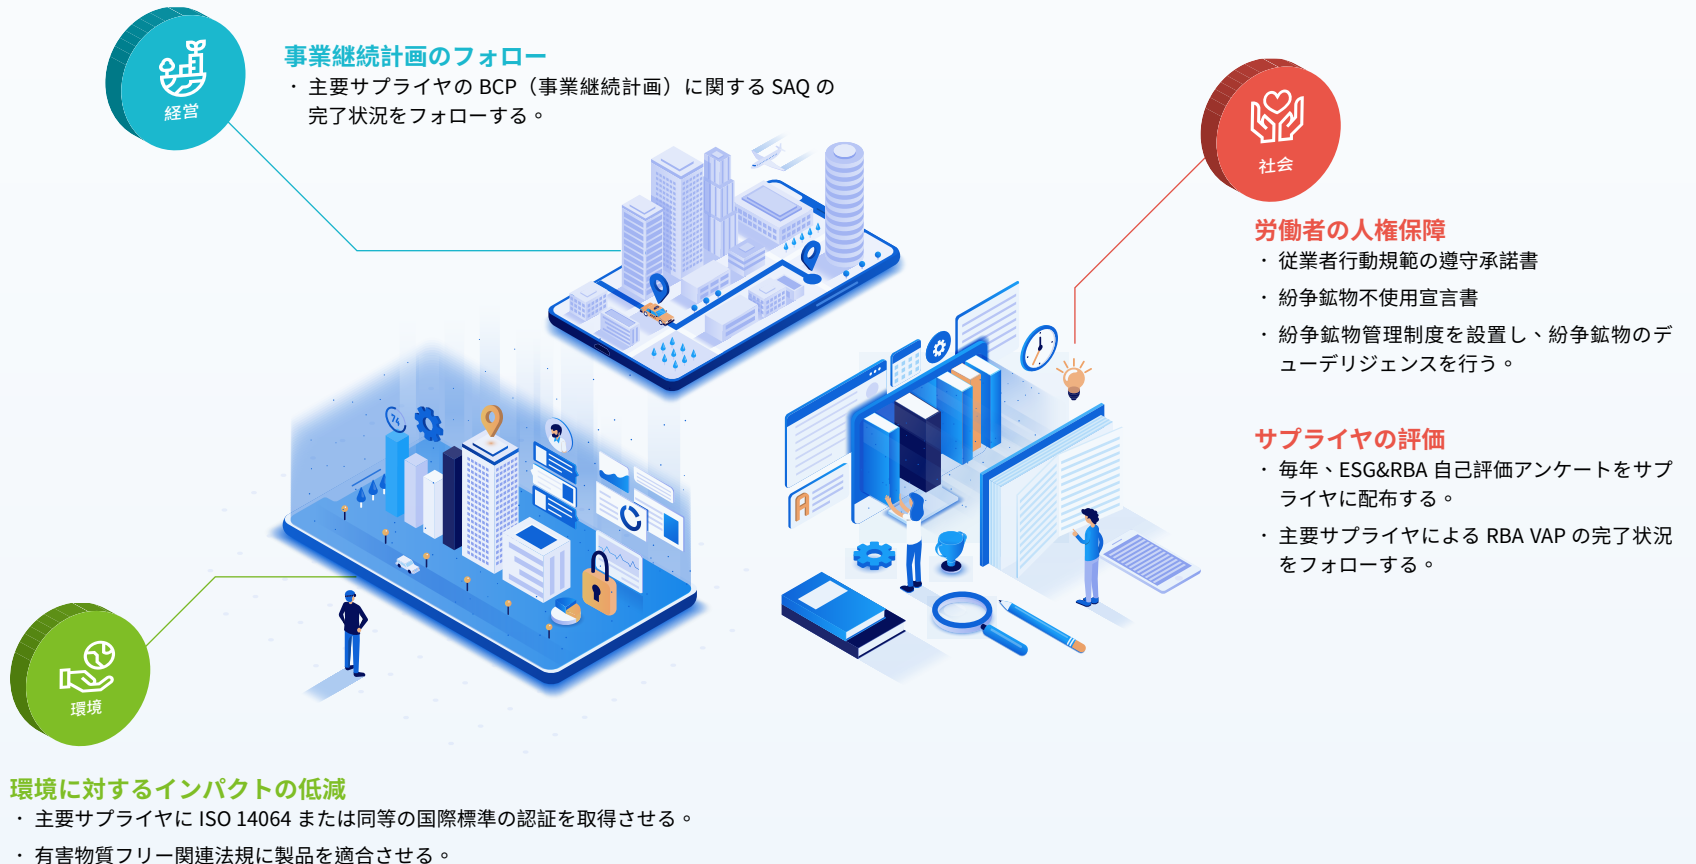 経営
事業継続計画のフォロー
・ 主要サプライヤの BCP（事業継続計画）に関する SAQ の
完了状況をフォローする。
社会
労働者の人権保障
・ 従業者行動規範の遵守承諾書
・ 紛争鉱物不使用宣言書
・ 紛争鉱物管理制度を設置し、紛争鉱物のデ
ューデリジェンスを行う。
サプライヤの評価
・ 毎年、ESG&RBA 自己評価アンケートをサプ
ライヤに配布する。
・ 主要サプライヤによる RBA VAP の完了状況
をフォローする。
74
A
環境
環境に対するインパクトの低減
・ 主要サプライヤに ISO 14064 または同等の国際標準の認証を取得させる。
・ 有害物質フリー関連法規に製品を適合させる。